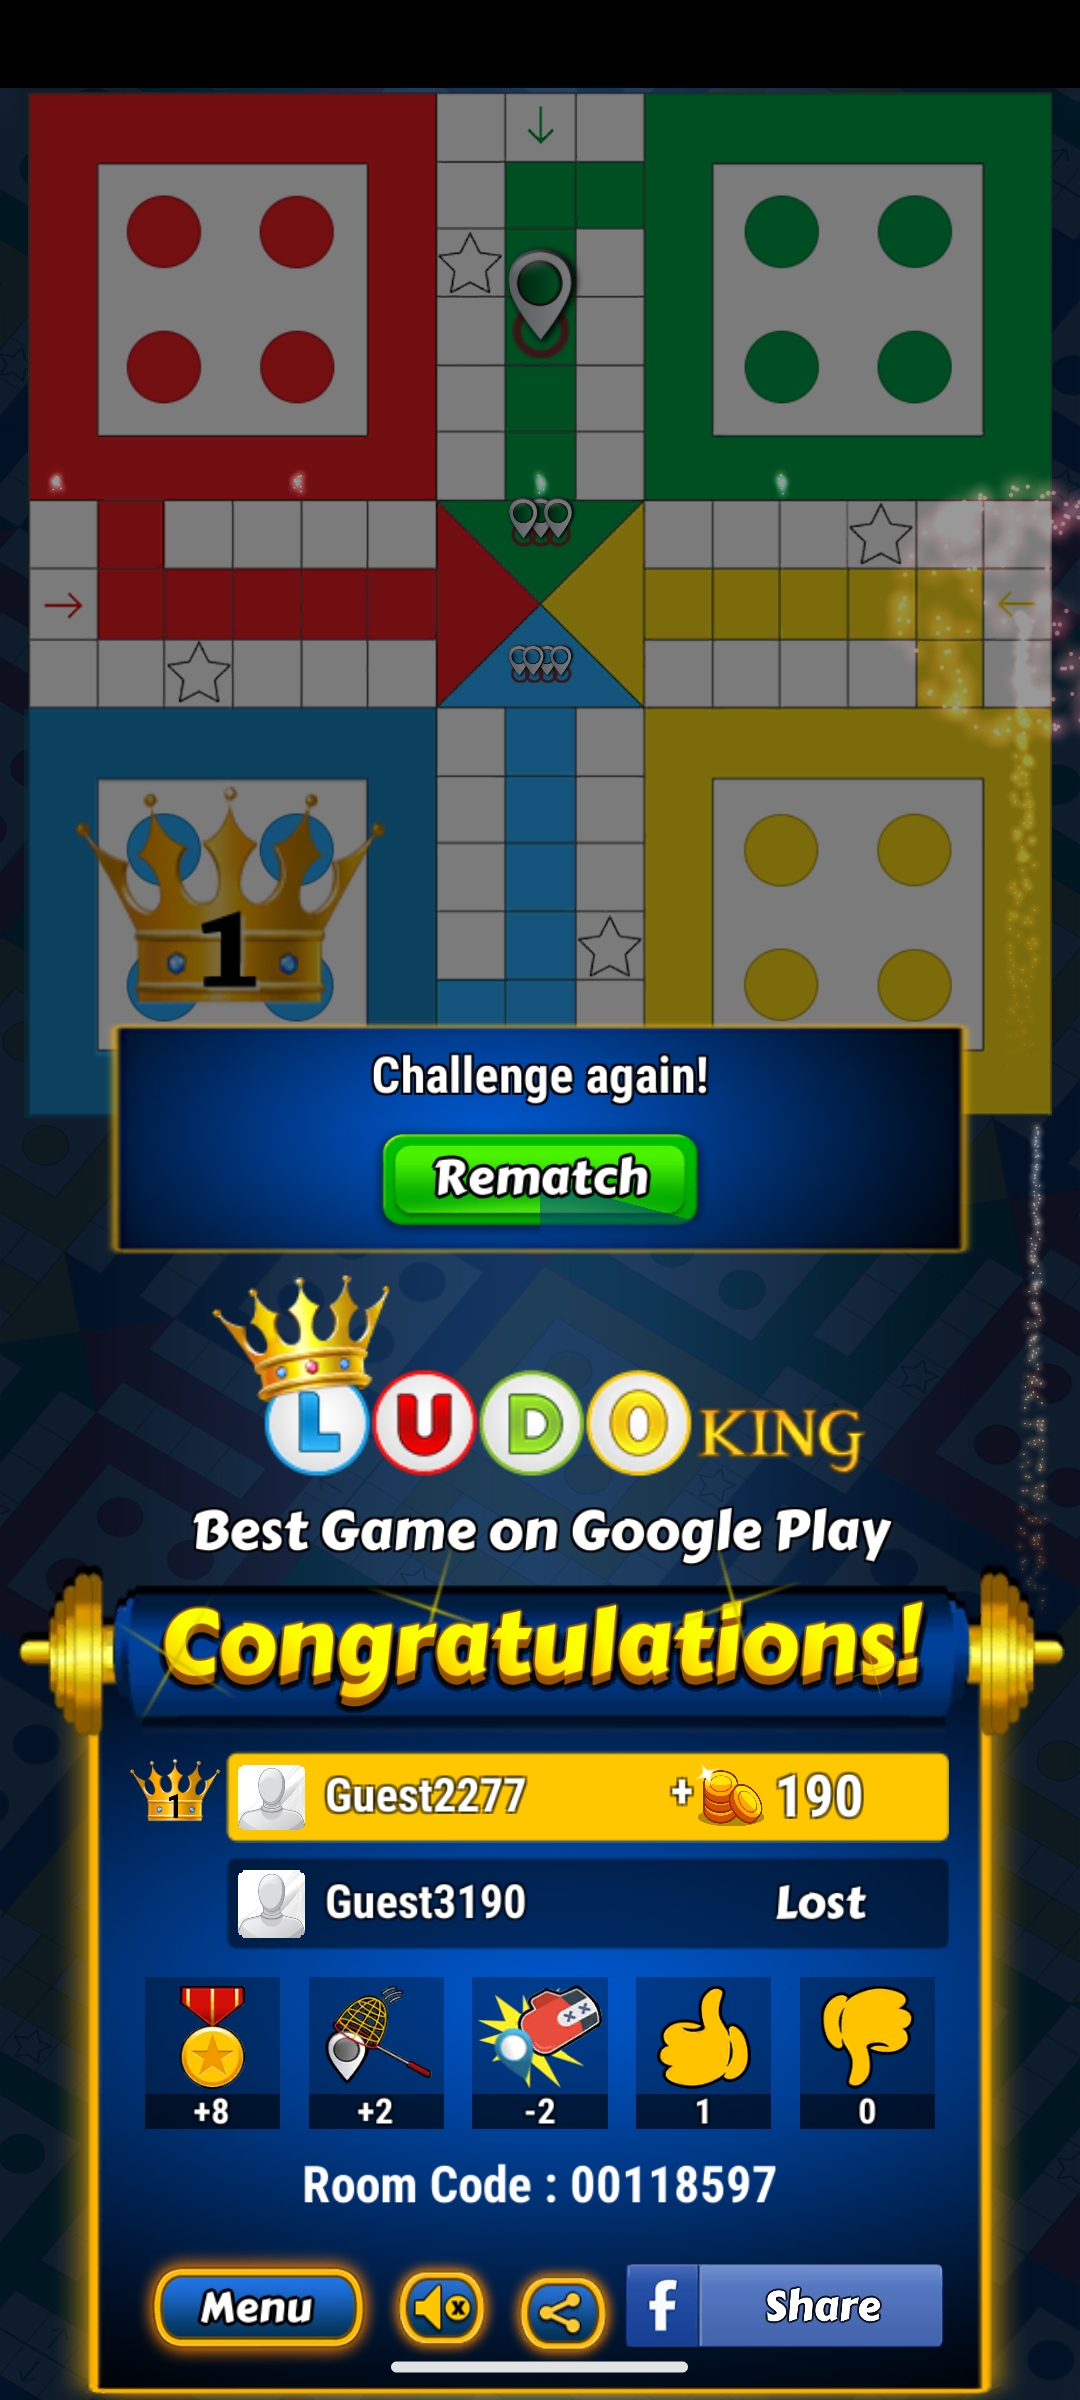 1
Challenge again!
Rematch
LUDO KING
Best Game on Google Play
Congratulations!
1 Guest2277 + 190
Guest3190 Lost
+8 +2 -2 1 0
Room Code : 00118597
Menu f Share